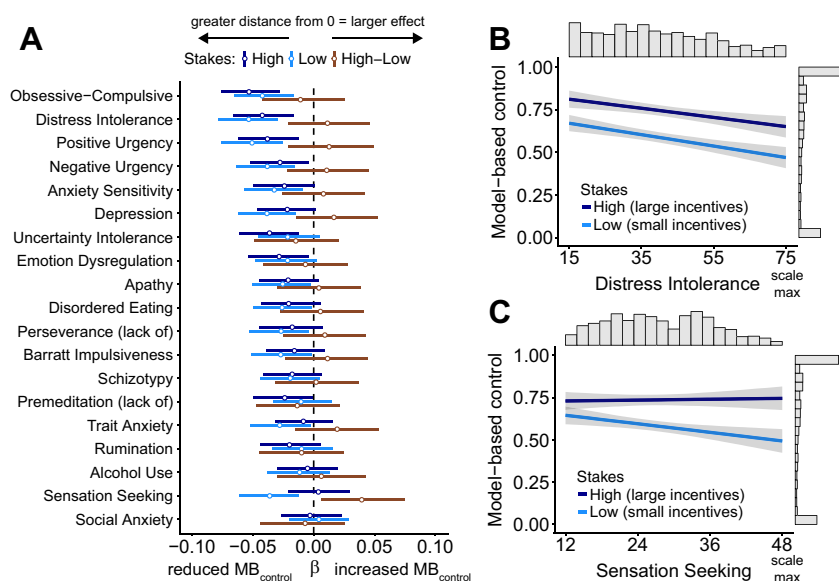 A
greater distance from 0 = larger effect
Stakes: High Low High−Low
Obsessive−Compulsive
Distress Intolerance
Positive Urgency
Negative Urgency
Anxiety Sensitivity
Depression
Uncertainty Intolerance
Emotion Dysregulation
Apathy
Disordered Eating
Perseverance (lack of)
Barratt Impulsiveness
Schizotypy
Premeditation (lack of)
Trait Anxiety
Rumination
Alcohol Use
Sensation Seeking
Social Anxiety
−0.10 −0.05 0.00 0.05 0.10
reduced MBcontrol β increased MBcontrol
B
Model−based control
1.00
0.75
0.50
0.25
0.00
Stakes
High (large incentives)
Low (small incentives)
15 35 55 75
Distress Intolerance
scale
max
C
Model−based control
1.00
0.75
0.50
0.25
0.00
Stakes
High (large incentives)
Low (small incentives)
12 24 36 48
Sensation Seeking
scale
max